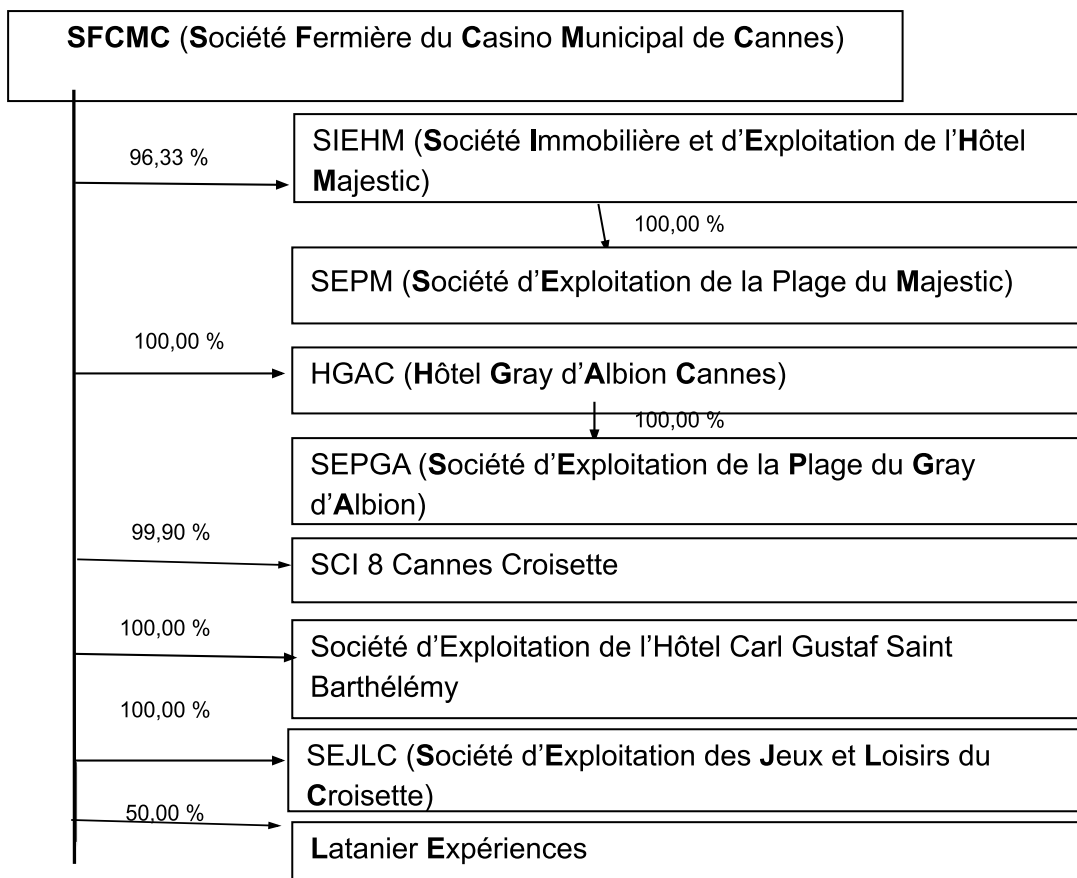 SFCMC (Société Fermière du Casino Municipal de Cannes)
96,33 %
SIEHM (Société Immobilière et d’Exploitation de l’Hôtel
Majestic)
100,00 %
SEPM (Société d’Exploitation de la Plage du Majestic)
100,00 %
HGAC (Hôtel Gray d’Albion Cannes)
100,00 %
SEPGA (Société d’Exploitation de la Plage du Gray
d’Albion)
99,90 %
SCI 8 Cannes Croisette
100,00 %
Société d’Exploitation de l’Hôtel Carl Gustaf Saint
Barthélémy
100,00 %
SEJLC (Société d’Exploitation des Jeux et Loisirs du
Croisette)
50,00 %
Latanier Expériences